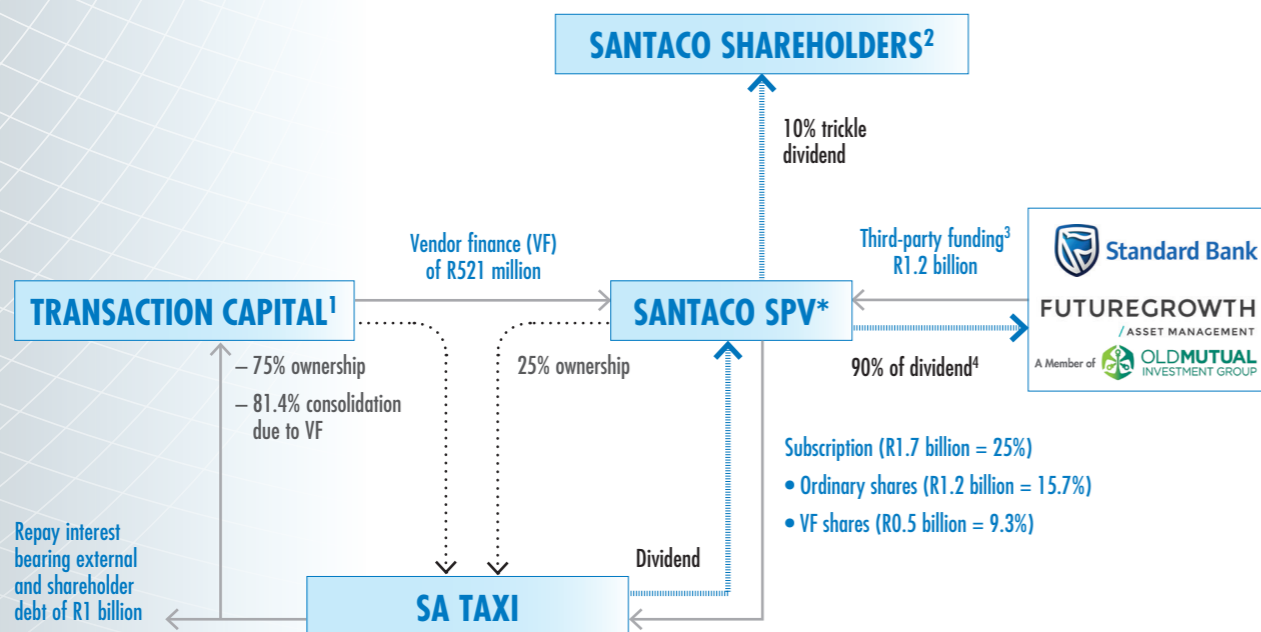 SANTACO SHAREHOLDERS²
10% trickle
dividend
Vendor finance (VF)
of R521 million
Third-party funding³
R1.2 billion
Standard Bank
FUTUREGROWTH
/ ASSET MANAGEMENT
A Member of OLDMUTUAL
INVESTMENT GROUP
TRANSACTION CAPITAL¹
SANTACO SPV*
– 75% ownership
– 81.4% consolidation
due to VF
25% ownership
90% of dividend⁴
Subscription (R1.7 billion = 25%)
• Ordinary shares (R1.2 billion = 15.7%)
• VF shares (R0.5 billion = 9.3%)
Repay interest
bearing external
and shareholder
debt of R1 billion
Dividend
SA TAXI